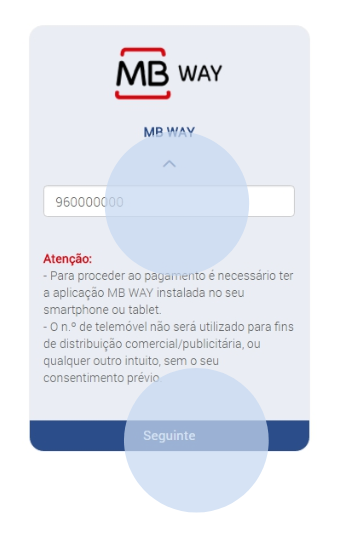 MB WAY
MB WAY
960000000
Atenção:
- Para proceder ao pagamento é necessário ter
a aplicação MB WAY instalada no seu
smartphone ou tablet.
- O n.º de telemóvel não será utilizado para fins
de distribuição comercial/publicitária, ou
qualquer outro intuito, sem o seu
consentimento prévio.
Seguinte